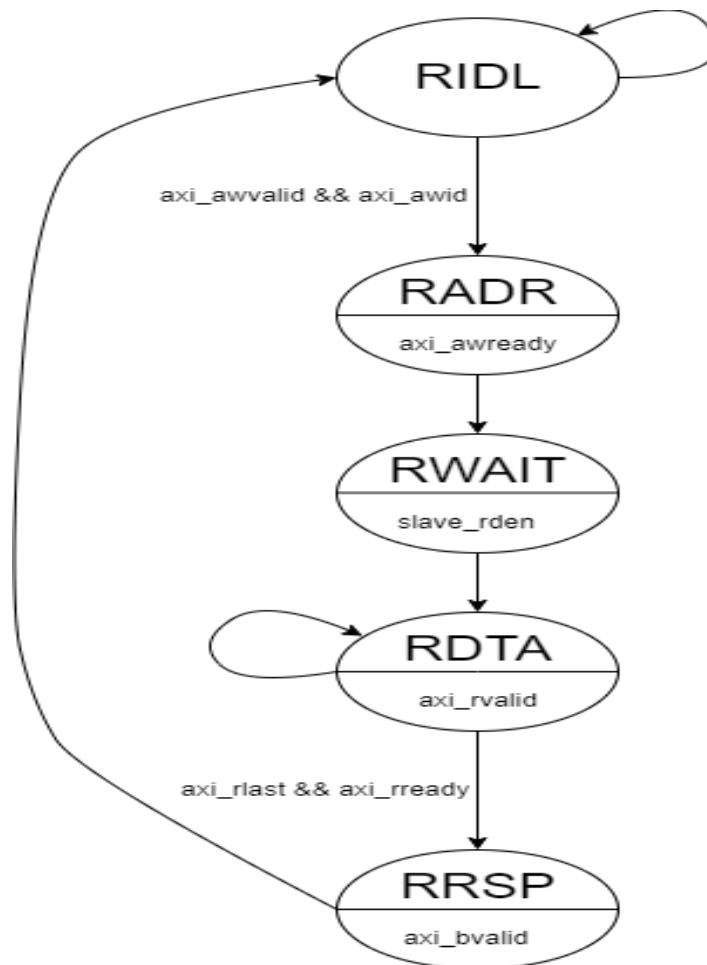 RIDL
axi_awvalid && axi_awid
RADR
axi_awready
RWAIT
slave_rden
RDTA
axi_rvalid
axi_rlast && axi_rready
RRSP
axi_bvalid